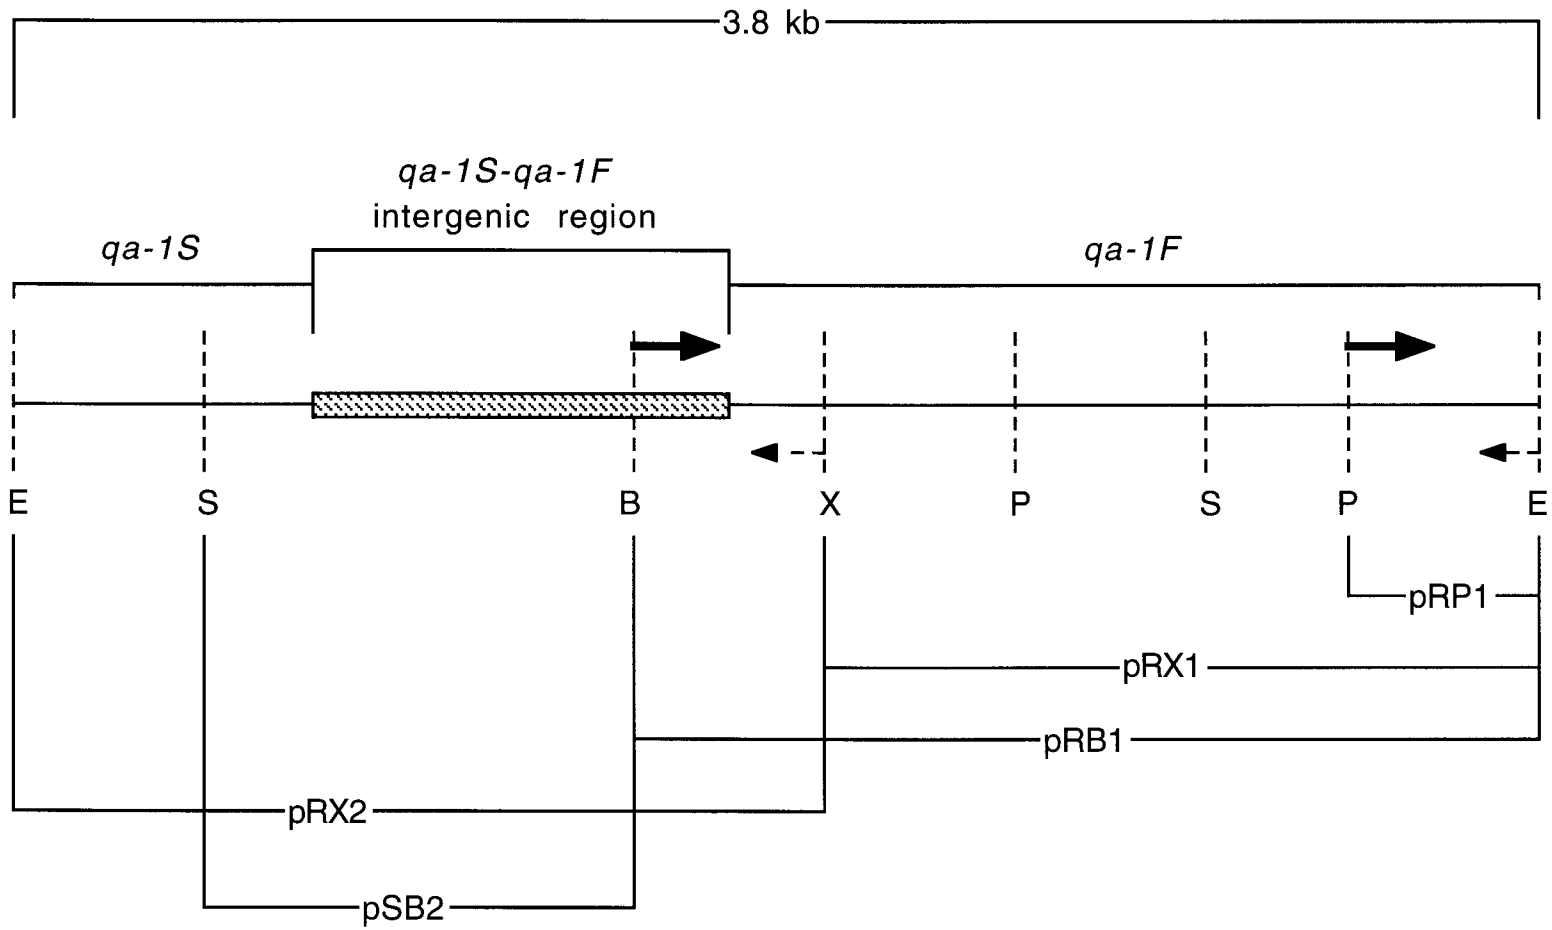 3.8 kb
qa-1S-qa-1F
intergenic region
qa-1S
qa-1F
E S B X P S P E
pRP1
pRX1
pRB1
pRX2
pSB2